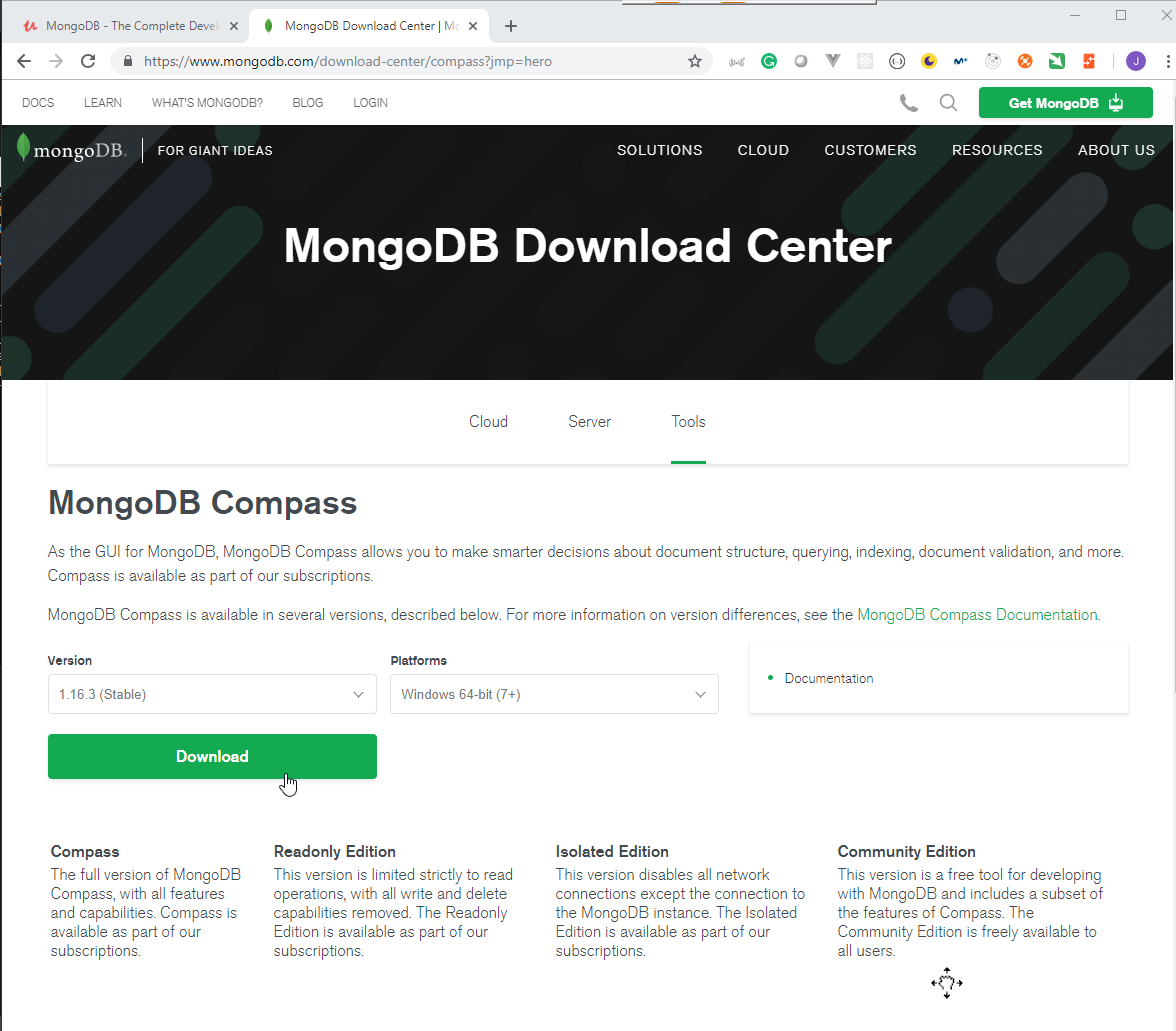 MongoDB - The Complete Devel
MongoDB Download Center | Mo
https://www.mongodb.com/download-center/compass?jmp=hero
J
DOCS LEARN WHAT'S MONGODB? BLOG LOGIN
Get MongoDB
mongoDB. FOR GIANT IDEAS
SOLUTIONS CLOUD CUSTOMERS RESOURCES ABOUT US
MongoDB Download Center
Cloud Server Tools
MongoDB Compass
As the GUI for MongoDB, MongoDB Compass allows you to make smarter decisions about document structure, querying, indexing, document validation, and more.
Compass is available as part of our subscriptions.
MongoDB Compass is available in several versions, described below. For more information on version differences, see the MongoDB Compass Documentation.
Version Platforms
1.16.3 (Stable) Windows 64-bit (7+)
Documentation
Download
Compass
The full version of MongoDB
Compass, with all features
and capabilities. Compass is
available as part of our
subscriptions.
Readonly Edition
This version is limited strictly to read
operations, with all write and delete
capabilities removed. The Readonly
Edition is available as part of our
subscriptions.
Isolated Edition
This version disables all network
connections except the connection to
the MongoDB instance. The Isolated
Edition is available as part of our
subscriptions.
Community Edition
This version is a free tool for developing
with MongoDB and includes a subset of
the features of Compass. The
Community Edition is freely available to
all users.